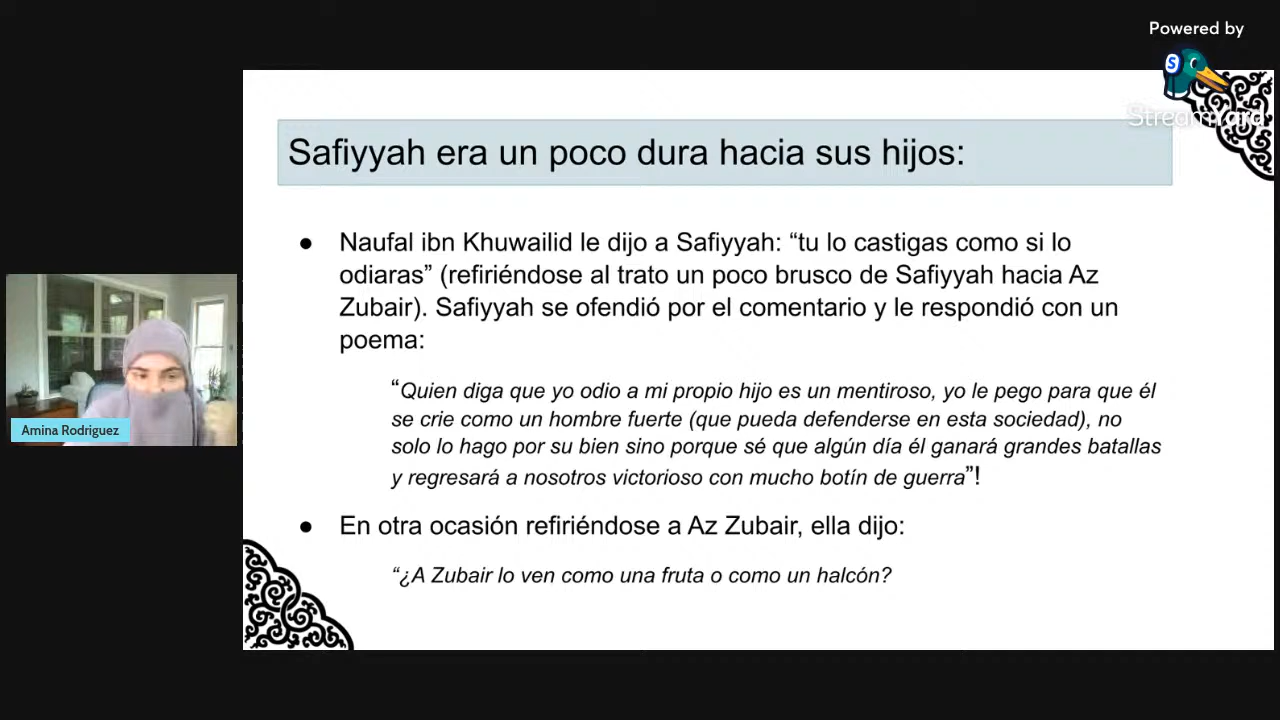 Powered by
StreamYard
Safiyyah era un poco dura hacia sus hijos:
● Naufal ibn Khuwailid le dijo a Safiyyah: “tu lo castigas como si lo
odiaras” (refiriéndose al trato un poco brusco de Safiyyah hacia Az
Zubair). Safiyyah se ofendió por el comentario y le respondió con un
poema:
“Quien diga que yo odio a mi propio hijo es un mentiroso, yo le pego para que él
se crie como un hombre fuerte (que pueda defenderse en esta sociedad), no
solo lo hago por su bien sino porque sé que algún día él ganará grandes batallas
y regresará a nosotros victorioso con mucho botín de guerra”!
● En otra ocasión refiriéndose a Az Zubair, ella dijo:
“¿A Zubair lo ven como una fruta o como un halcón?
Amina Rodriguez